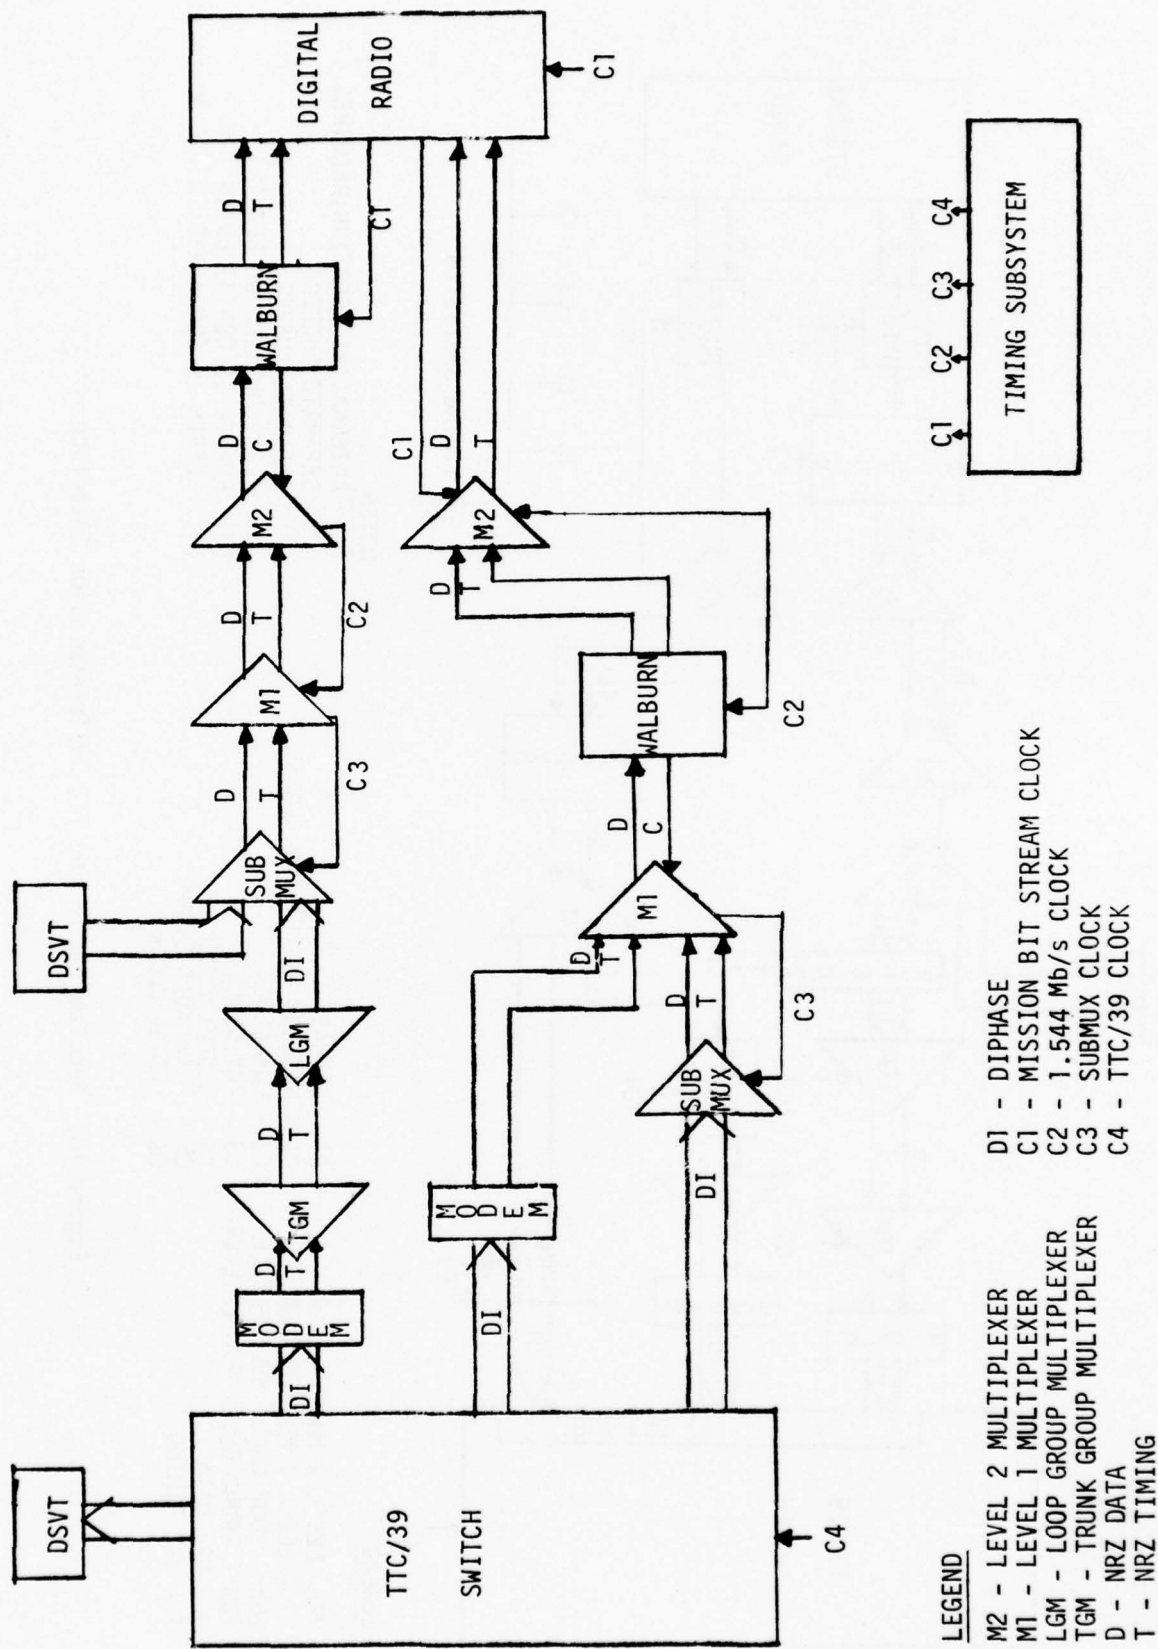 DSVT
TTC/39
SWITCH
C4
DI
MODEM
D
T
TGM
D
T
LGM
DI
DSVT
SUB
MUX
D
T
C3
M1
D
T
C2
M2
D
C
WALBURN
D
T
C1
DIGITAL
RADIO
C1
DI
MODEM
D
T
DI
SUB
MUX
D
T
C3
M1
D
C
WALBURN
C2
D
T
M2
C1
D
T
C1
C2
C3
C4
TIMING SUBSYSTEM
LEGEND
M2 - LEVEL 2 MULTIPLEXER
M1 - LEVEL 1 MULTIPLEXER
LGM - LOOP GROUP MULTIPLEXER
TGM - TRUNK GROUP MULTIPLEXER
D - NRZ DATA
T - NRZ TIMING
DI - DIPHASE
C1 - MISSION BIT STREAM CLOCK
C2 - 1.544 Mb/s CLOCK
C3 - SUBMUX CLOCK
C4 - TTC/39 CLOCK